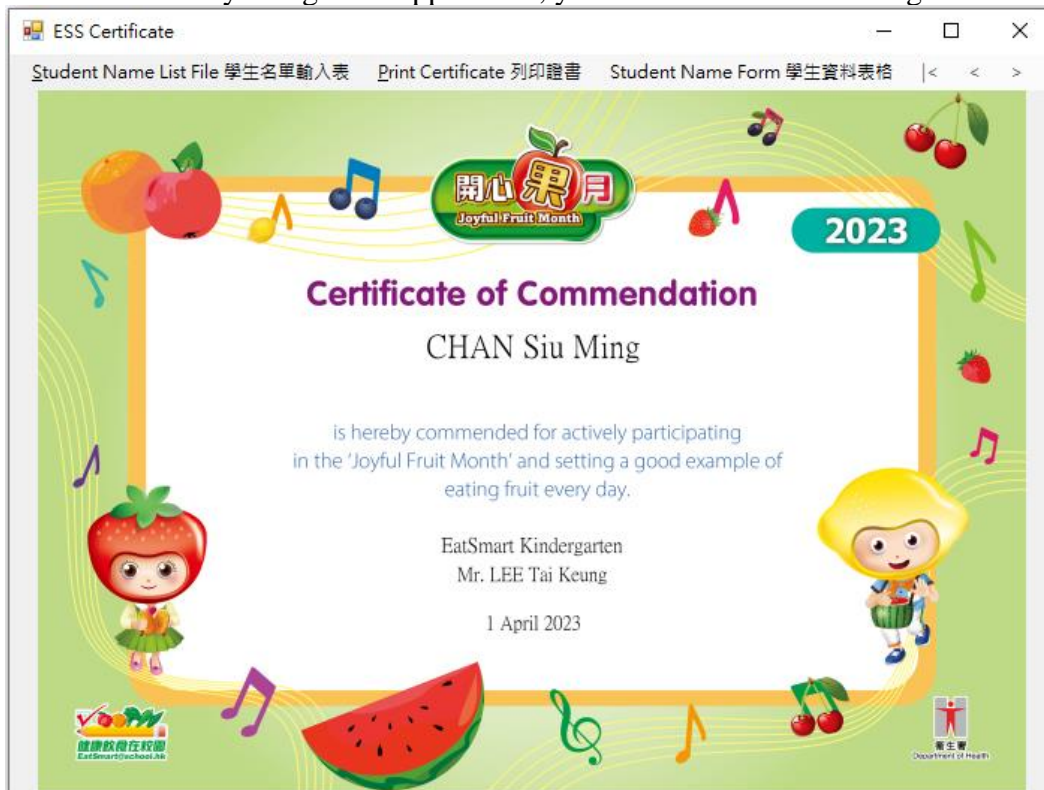 ESS Certificate
Student Name List File 學生名單輸入表 Print Certificate 列印證書 Student Name Form 學生資料表格 |< < >
開心果月
Joyful Fruit Month
2023
Certificate of Commendation
CHAN Siu Ming
is hereby commended for actively participating
in the ‘Joyful Fruit Month’ and setting a good example of
eating fruit every day.
EatSmart Kindergarten
Mr. LEE Tai Keung
1 April 2023
健康飲食在校園
EatSmart@school.hk
衞生署
Department of Health